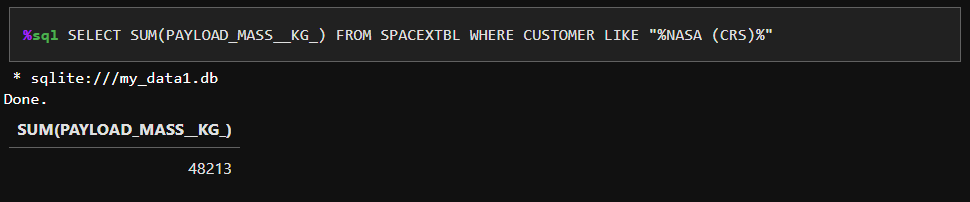 %sql SELECT SUM(PAYLOAD_MASS__KG_) FROM SPACEXTBL WHERE CUSTOMER LIKE "%NASA (CRS)%"
* sqlite:///my_data1.db
Done.
SUM(PAYLOAD_MASS__KG_)
48213